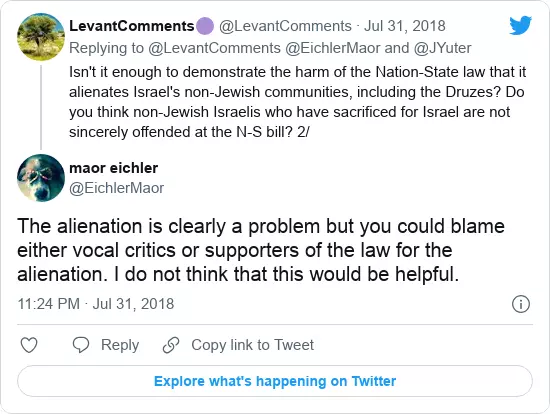 LevantComments🟣 @LevantComments · Jul 31, 2018
Replying to @LevantComments @EichlerMaor and @JYuter
Isn't it enough to demonstrate the harm of the Nation-State law that it
alienates Israel's non-Jewish communities, including the Druzes? Do
you think non-Jewish Israelis who have sacrificed for Israel are not
sincerely offended at the N-S bill? 2/
maor eichler
@EichlerMaor
The alienation is clearly a problem but you could blame
either vocal critics or supporters of the law for the
alienation. I do not think that this would be helpful.
11:24 PM · Jul 31, 2018
Reply
Copy link to Tweet
Explore what's happening on Twitter